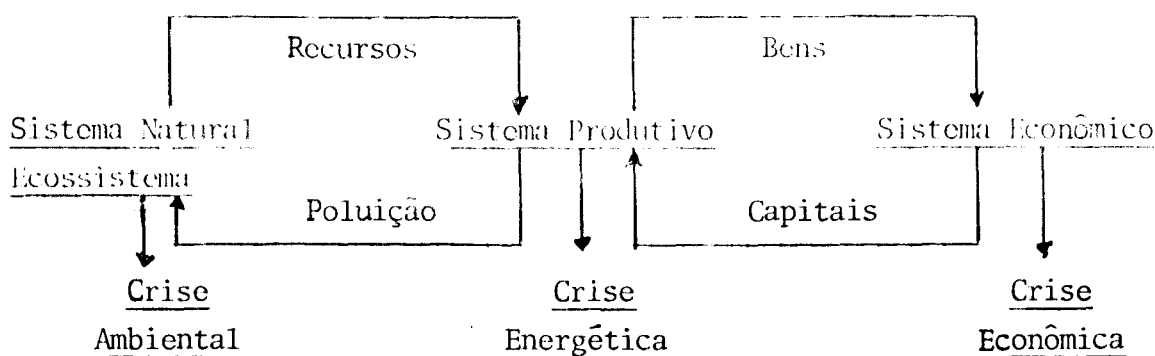 Recursos Bens
Sistema Natural Sistema Produtivo Sistema Econômico
Ecossistema
Poluição Capitais
Crise Crise Crise
Ambiental Energética Econômica